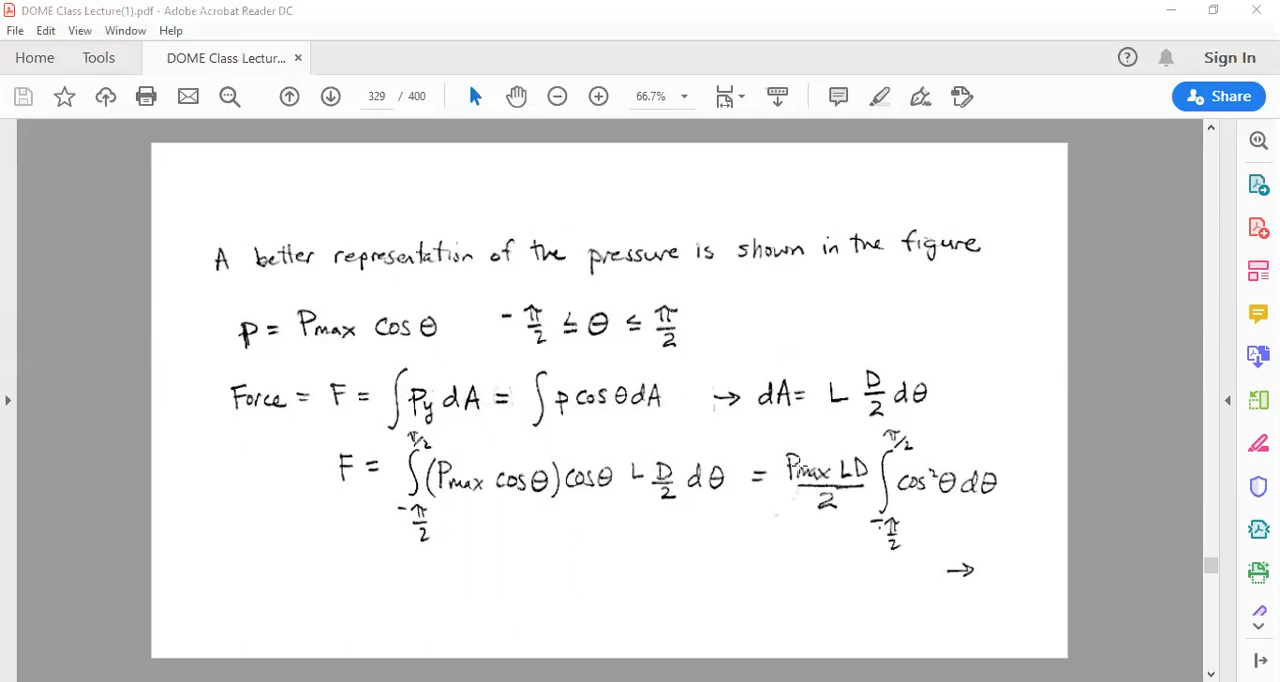 DOME Class Lecture(1).pdf - Adobe Acrobat Reader DC
File Edit View Window Help
Home Tools DOME Class Lectur... × Sign In
329 / 400 66.7% Share
A better representation of the pressure is shown in the figure
p = Pmax cos θ -π/2 ≤ θ ≤ π/2
Force = F = ∫ Py dA = ∫ p cos θ dA → dA = L D/2 dθ
F = ∫_{-π/2}^{π/2} (Pmax cos θ) cos θ L D/2 dθ = Pmax LD/2 ∫_{-π/2}^{π/2} cos²θ dθ
→